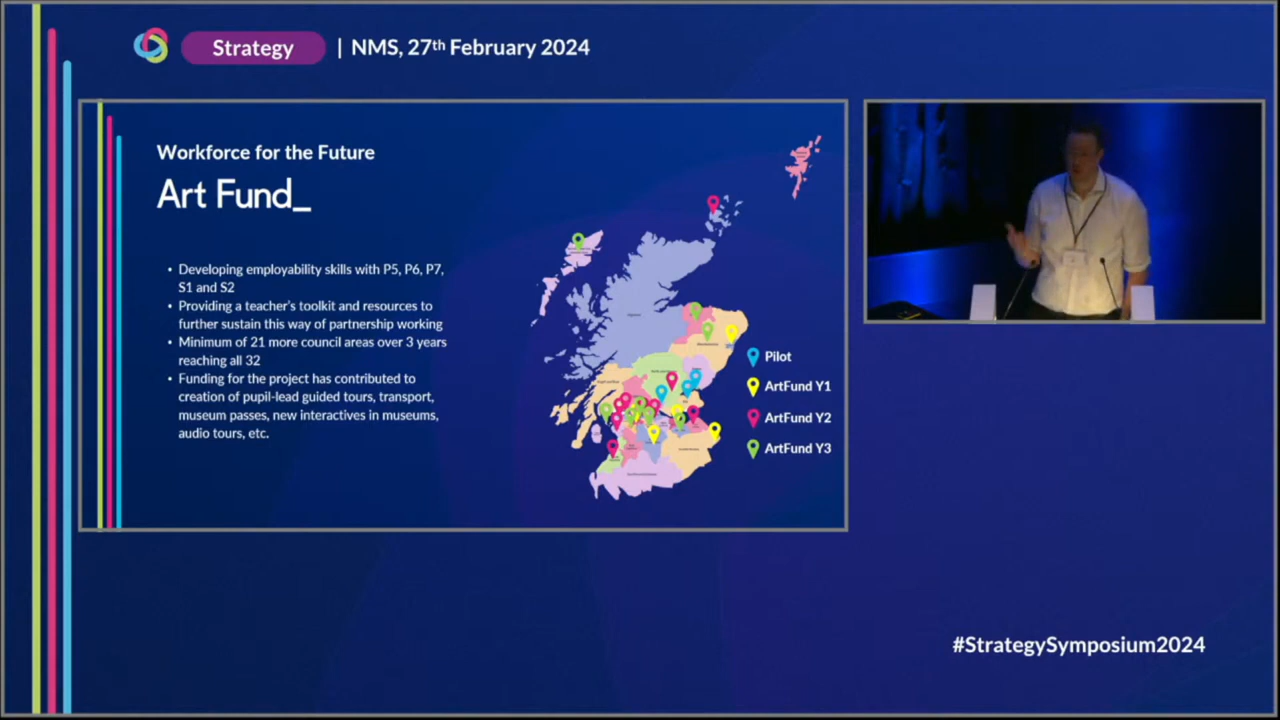 Strategy | NMS, 27th February 2024
Workforce for the Future
Art Fund_
• Developing employability skills with P5, P6, P7,
S1 and S2
• Providing a teacher's toolkit and resources to
further sustain this way of partnership working
• Minimum of 21 more council areas over 3 years
reaching all 32
• Funding for the project has contributed to
creation of pupil-lead guided tours, transport,
museum passes, new interactives in museums,
audio tours, etc.
Pilot
ArtFund Y1
ArtFund Y2
ArtFund Y3
#StrategySymposium2024